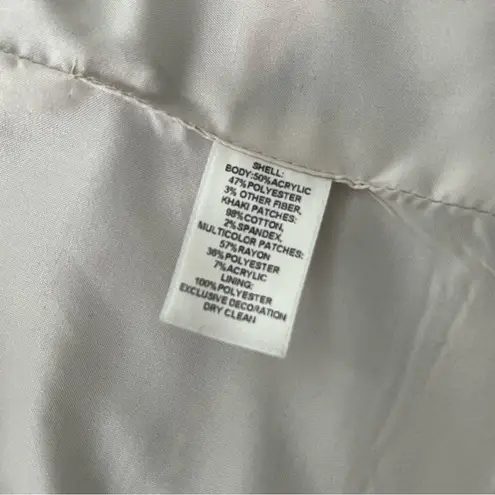 SHELL:
BODY:50%ACRYLIC
47%POLYESTER
3% OTHER FIBER,
KHAKI PATCHES:
98%COTTON,
2%SPANDEX,
MULTICOLOR PATCHES:
57%RAYON
36%POLYESTER
7%ACRYLIC
LINING:
100%POLYESTER
EXCLUSIVE DECORATION
DRY CLEAN